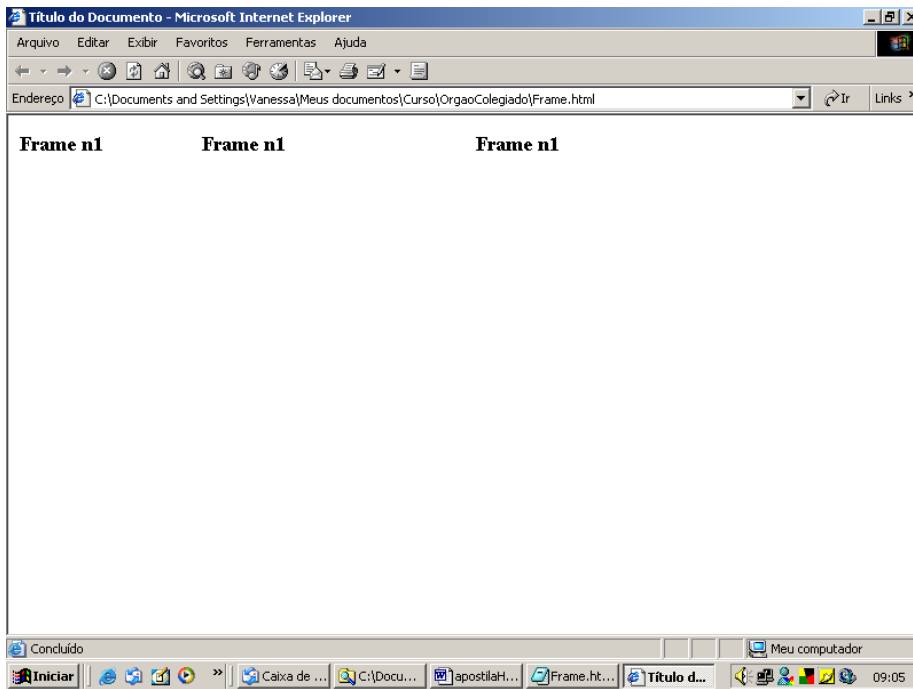 Título do Documento - Microsoft Internet Explorer
Arquivo Editar Exibir Favoritos Ferramentas Ajuda
Endereço C:\Documents and Settings\Vanessa\Meus documentos\Curso\OrgaoColegiado\Frame.html Ir Links »
Frame n1 Frame n1 Frame n1
Concluído Meu computador
Iniciar » Caixa de ... C:\Docu... apostilaH... Frame.ht... Título d... 09:05